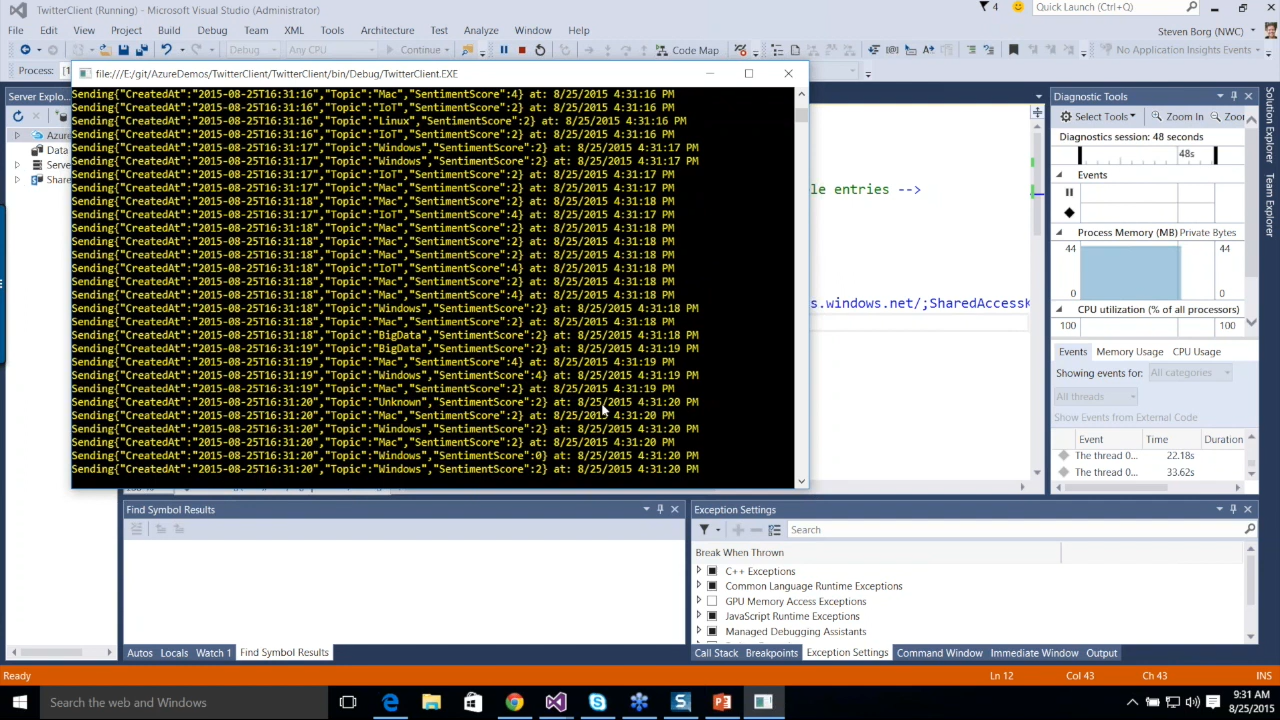 TwitterClient (Running) - Microsoft Visual Studio (Administrator)
4
Quick Launch (Ctrl+Q)
File Edit View Project Build Debug Team XML Tools Architecture Test Analyze Window Help
Steven Borg (NWC)
Debug Any CPU Continue Code Map No Application Insights Events
Process:
file:///E:/git/AzureDemos/TwitterClient/TwitterClient/bin/Debug/TwitterClient.EXE
Server Explo...
Azure
Data
Serve
Share
Sending{"CreatedAt":"2015-08-25T16:31:16","Topic":"Mac","SentimentScore":4} at: 8/25/2015 4:31:16 PM
Sending{"CreatedAt":"2015-08-25T16:31:16","Topic":"IoT","SentimentScore":2} at: 8/25/2015 4:31:16 PM
Sending{"CreatedAt":"2015-08-25T16:31:16","Topic":"Linux","SentimentScore":2} at: 8/25/2015 4:31:16 PM
Sending{"CreatedAt":"2015-08-25T16:31:16","Topic":"IoT","SentimentScore":2} at: 8/25/2015 4:31:16 PM
Sending{"CreatedAt":"2015-08-25T16:31:17","Topic":"Windows","SentimentScore":2} at: 8/25/2015 4:31:17 PM
Sending{"CreatedAt":"2015-08-25T16:31:17","Topic":"Windows","SentimentScore":2} at: 8/25/2015 4:31:17 PM
Sending{"CreatedAt":"2015-08-25T16:31:17","Topic":"IoT","SentimentScore":2} at: 8/25/2015 4:31:17 PM
Sending{"CreatedAt":"2015-08-25T16:31:17","Topic":"Mac","SentimentScore":2} at: 8/25/2015 4:31:17 PM
Sending{"CreatedAt":"2015-08-25T16:31:18","Topic":"Mac","SentimentScore":2} at: 8/25/2015 4:31:18 PM
Sending{"CreatedAt":"2015-08-25T16:31:17","Topic":"IoT","SentimentScore":4} at: 8/25/2015 4:31:17 PM
Sending{"CreatedAt":"2015-08-25T16:31:18","Topic":"Mac","SentimentScore":2} at: 8/25/2015 4:31:18 PM
Sending{"CreatedAt":"2015-08-25T16:31:18","Topic":"Mac","SentimentScore":2} at: 8/25/2015 4:31:18 PM
Sending{"CreatedAt":"2015-08-25T16:31:18","Topic":"Mac","SentimentScore":2} at: 8/25/2015 4:31:18 PM
Sending{"CreatedAt":"2015-08-25T16:31:18","Topic":"IoT","SentimentScore":4} at: 8/25/2015 4:31:18 PM
Sending{"CreatedAt":"2015-08-25T16:31:18","Topic":"Mac","SentimentScore":2} at: 8/25/2015 4:31:18 PM
Sending{"CreatedAt":"2015-08-25T16:31:18","Topic":"Mac","SentimentScore":4} at: 8/25/2015 4:31:18 PM
Sending{"CreatedAt":"2015-08-25T16:31:18","Topic":"Windows","SentimentScore":2} at: 8/25/2015 4:31:18 PM
Sending{"CreatedAt":"2015-08-25T16:31:18","Topic":"Mac","SentimentScore":2} at: 8/25/2015 4:31:18 PM
Sending{"CreatedAt":"2015-08-25T16:31:18","Topic":"BigData","SentimentScore":2} at: 8/25/2015 4:31:18 PM
Sending{"CreatedAt":"2015-08-25T16:31:19","Topic":"BigData","SentimentScore":2} at: 8/25/2015 4:31:19 PM
Sending{"CreatedAt":"2015-08-25T16:31:19","Topic":"Mac","SentimentScore":4} at: 8/25/2015 4:31:19 PM
Sending{"CreatedAt":"2015-08-25T16:31:19","Topic":"Windows","SentimentScore":4} at: 8/25/2015 4:31:19 PM
Sending{"CreatedAt":"2015-08-25T16:31:19","Topic":"Mac","SentimentScore":2} at: 8/25/2015 4:31:19 PM
Sending{"CreatedAt":"2015-08-25T16:31:20","Topic":"Unknown","SentimentScore":2} at: 8/25/2015 4:31:20 PM
Sending{"CreatedAt":"2015-08-25T16:31:20","Topic":"Mac","SentimentScore":2} at: 8/25/2015 4:31:20 PM
Sending{"CreatedAt":"2015-08-25T16:31:20","Topic":"Windows","SentimentScore":2} at: 8/25/2015 4:31:20 PM
Sending{"CreatedAt":"2015-08-25T16:31:20","Topic":"Mac","SentimentScore":2} at: 8/25/2015 4:31:20 PM
Sending{"CreatedAt":"2015-08-25T16:31:20","Topic":"Windows","SentimentScore":0} at: 8/25/2015 4:31:20 PM
Sending{"CreatedAt":"2015-08-25T16:31:20","Topic":"Windows","SentimentScore":2} at: 8/25/2015 4:31:20 PM
le entries -->
s.windows.net/;SharedAccessK
Diagnostic Tools
Select Tools Zoom In Zoo
Diagnostics session: 48 seconds
48s
Events
Process Memory (MB) Private Bytes
44 44
0 0
CPU utilization (% of all processors)
100 100
Events Memory Usage CPU Usage
Showing events for: All categories
All threads
Show Events from External Code
Event Time Duration
The thread 0... 22.18s
The thread 0... 33.62s
Solution Explorer
Team Explorer
Find Symbol Results
Autos Locals Watch 1 Find Symbol Results
Exception Settings
Search
Break When Thrown
C++ Exceptions
Common Language Runtime Exceptions
GPU Memory Access Exceptions
JavaScript Runtime Exceptions
Managed Debugging Assistants
Call Stack Breakpoints Exception Settings Command Window Immediate Window Output
Ready Ln 12 Col 43 Ch 43 INS
Search the web and Windows
9:31 AM
8/25/2015